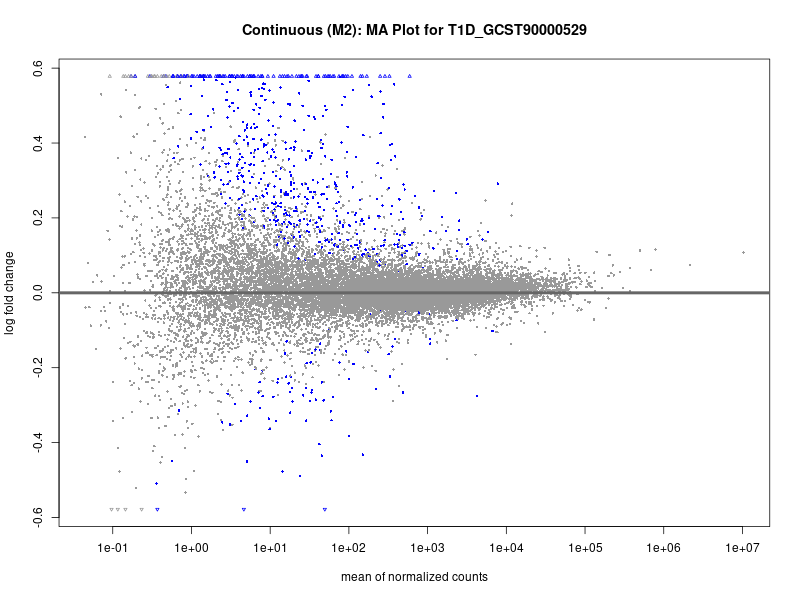 Continuous (M2): MA Plot for T1D_GCST90000529
log fold change
0.6
0.4
0.2
0.0
-0.2
-0.4
-0.6
1e-01 1e+00 1e+01 1e+02 1e+03 1e+04 1e+05 1e+06 1e+07
mean of normalized counts